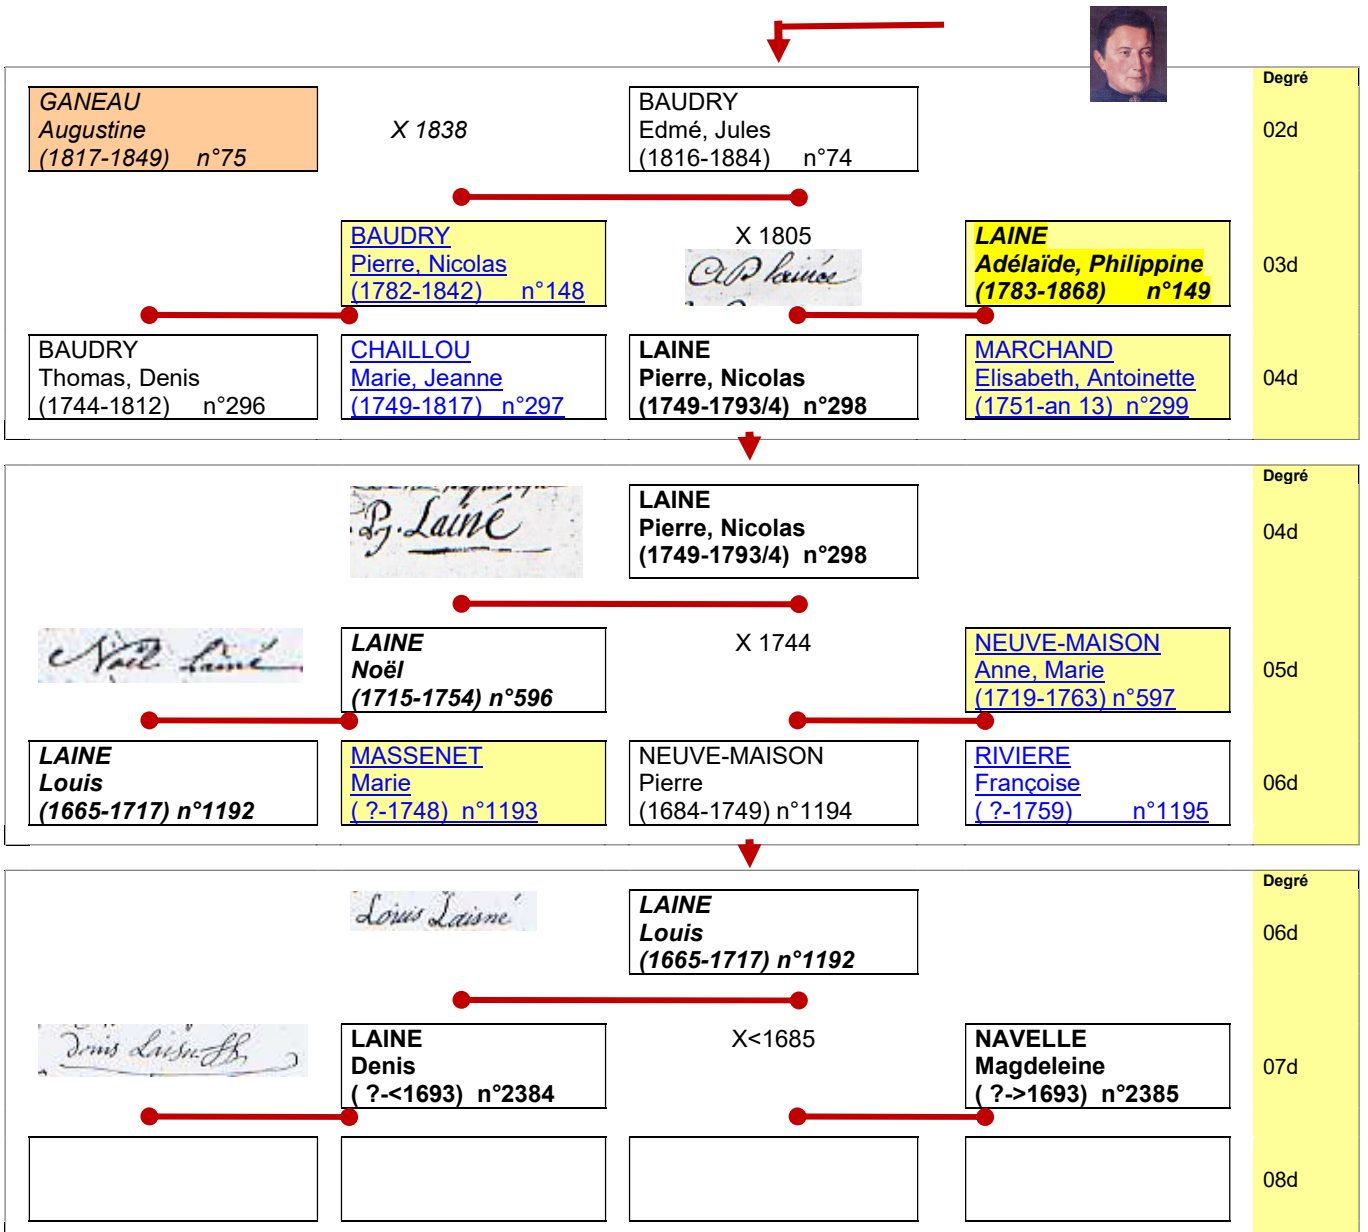 Degré
GANEAU
Augustine
(1817-1849) n°75
X 1838
BAUDRY
Edmé, Jules
(1816-1884) n°74
02d
BAUDRY
Pierre, Nicolas
(1782-1842) n°148
X 1805
LAINE
Adélaïde, Philippine
(1783-1868) n°149
03d
BAUDRY
Thomas, Denis
(1744-1812) n°296
CHAILLOU
Marie, Jeanne
(1749-1817) n°297
LAINE
Pierre, Nicolas
(1749-1793/4) n°298
MARCHAND
Elisabeth, Antoinette
(1751-an 13) n°299
04d
Degré
Lainé
LAINE
Pierre, Nicolas
(1749-1793/4) n°298
04d
Noël Lainé
LAINE
Noël
(1715-1754) n°596
X 1744
NEUVE-MAISON
Anne, Marie
(1719-1763) n°597
05d
LAINE
Louis
(1665-1717) n°1192
MASSENET
Marie
( ?-1748) n°1193
NEUVE-MAISON
Pierre
(1684-1749) n°1194
RIVIERE
Françoise
( ?-1759) n°1195
06d
Degré
Louis Laisné
LAINE
Louis
(1665-1717) n°1192
06d
denis
LAINE
Denis
( ?-<1693) n°2384
X<1685
NAVELLE
Magdeleine
( ?->1693) n°2385
07d
08d